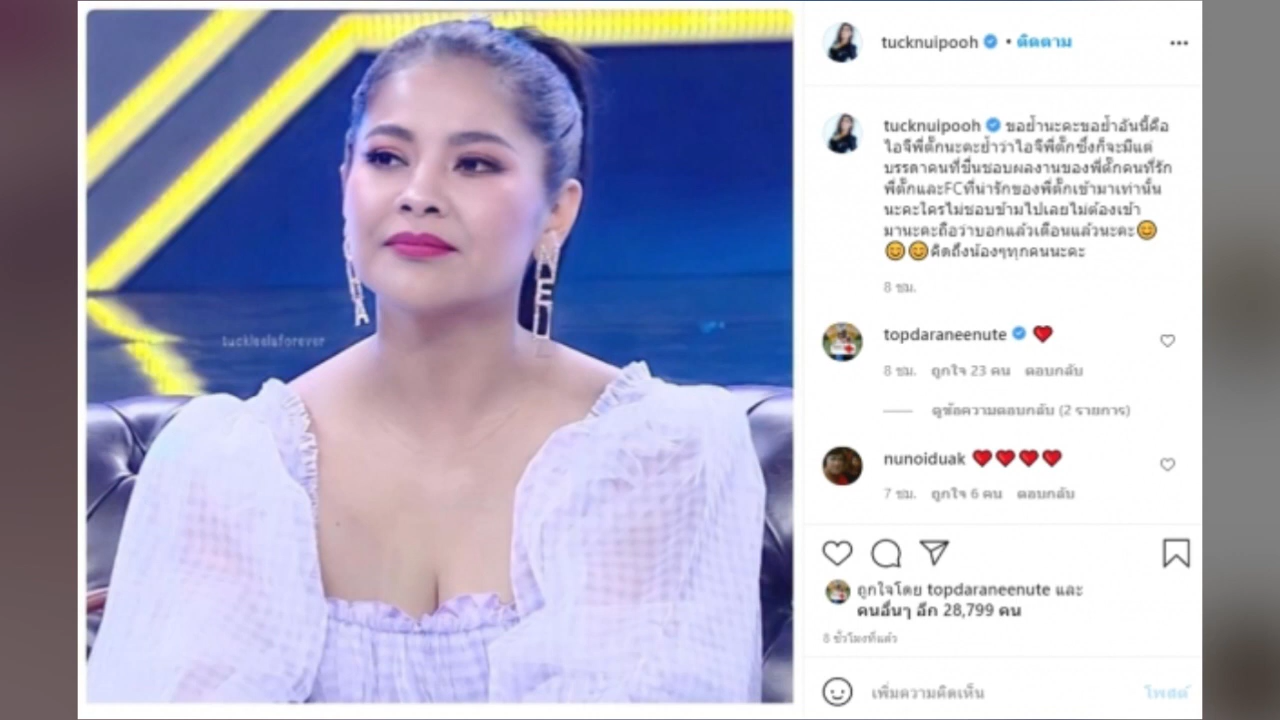 tuckleelaforever
tucknuipooh • ติดตาม
tucknuipooh ขอย้ำนะคะขอย้ำอันนี้คือ
ไอจีพี่ตั๊กนะคะย้ำว่าไอจีพี่ตั๊กซึ่งก็จะมีแต่
บรรดาคนที่ชื่นชอบผลงานของพี่ตั๊กคนที่รัก
พี่ตั๊กและFCที่น่ารักของพี่ตั๊กเข้ามาเท่านั้น
นะคะใครไม่ชอบข้ามไปเลยไม่ต้องเข้า
มานะคะถือว่าบอกแล้วเตือนแล้วนะคะ😊
😊😊คิดถึงน้องๆทุกคนนะคะ
8 ชม.
topdaraneenute ❤️
8 ชม. ถูกใจ 23 คน ตอบกลับ
ดูข้อความตอบกลับ (2 รายการ)
nunoiduak ❤️❤️❤️❤️
7 ชม. ถูกใจ 6 คน ตอบกลับ
ถูกใจโดย topdaraneenute และ
คนอื่นๆ อีก 28,799 คน
8 ชั่วโมงที่แล้ว
เพิ่มความคิดเห็น โพสต์